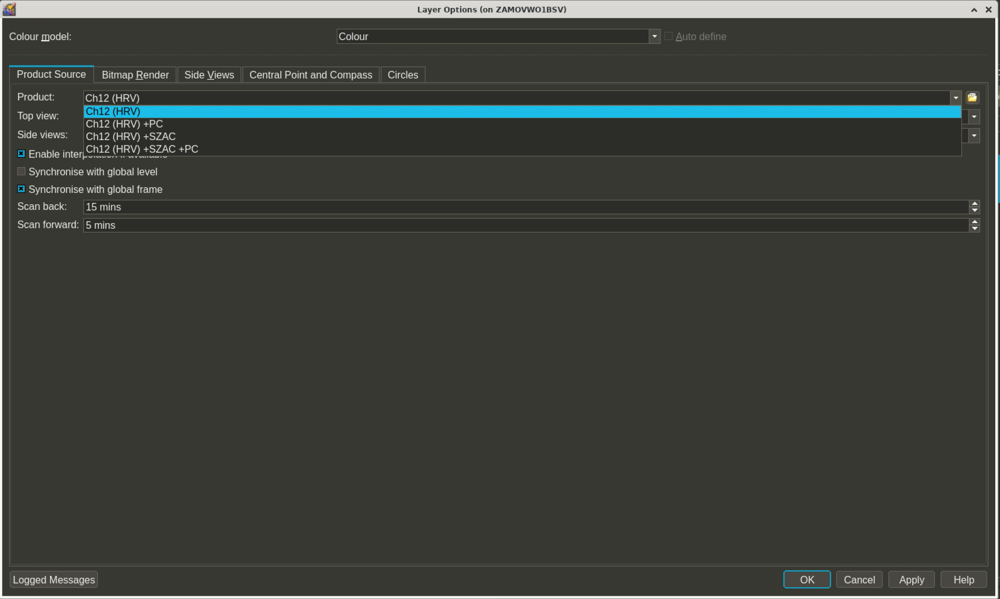 Layer Options (on ZAMOVWO1BSV)
Colour model:
Colour
Auto define
Product Source
Bitmap Render
Side Views
Central Point and Compass
Circles
Product:
Ch12 (HRV)
Ch12 (HRV)
Top view:
Ch12 (HRV) +PC
Side views:
Ch12 (HRV) +SZAC
Ch12 (HRV) +SZAC +PC
Enable interpolation if available
Synchronise with global level
Synchronise with global frame
Scan back:
15 mins
Scan forward:
5 mins
Logged Messages
OK
Cancel
Apply
Help